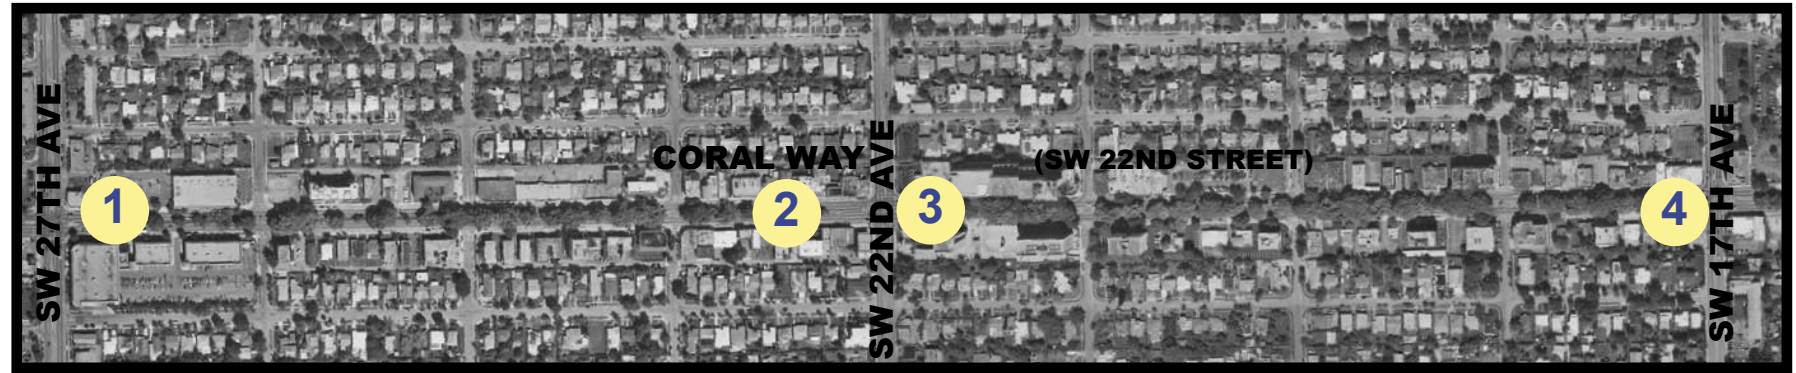 SW 27TH AVE
1
CORAL WAY
2
SW 22ND AVE
3
(SW 22ND STREET)
4
SW 17TH AVE